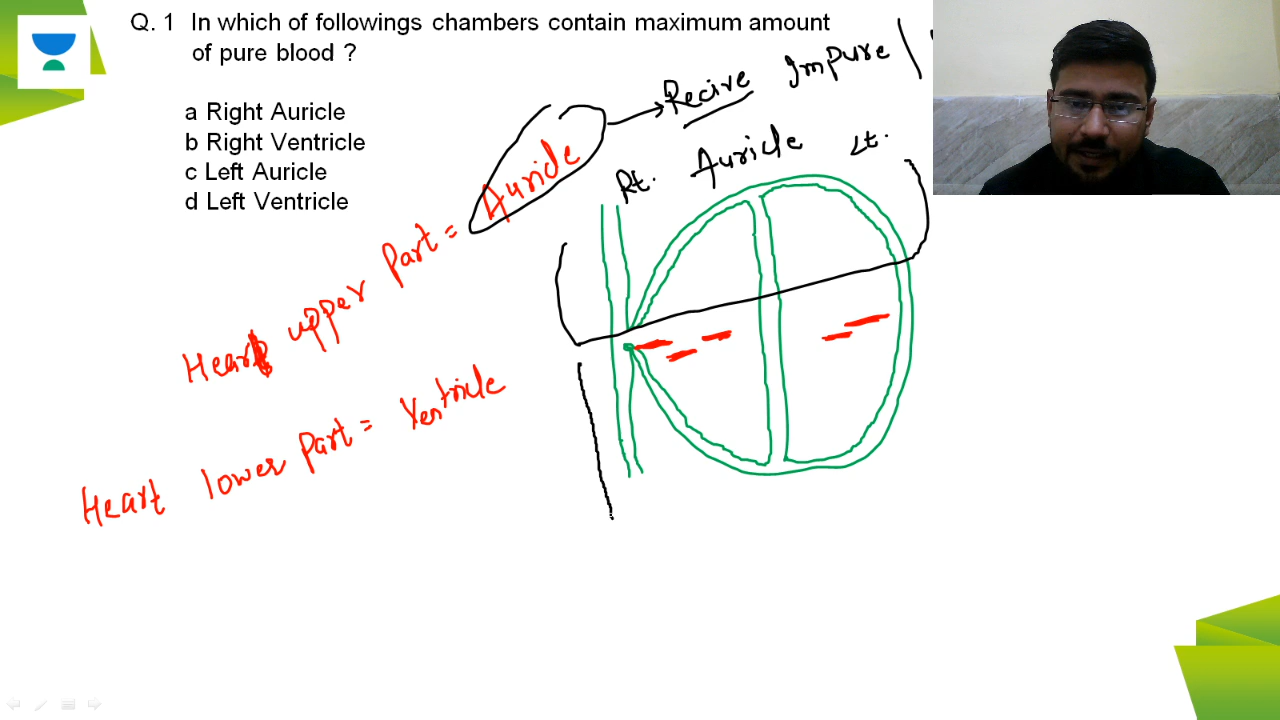 Q. 1 In which of followings chambers contain maximum amount
of pure blood ?
a Right Auricle
b Right Ventricle
c Left Auricle
d Left Ventricle
Recive Impure /
Rt. Auricle Lt.
Heart upper Part = Auricle
Heart lower Part = Ventricle